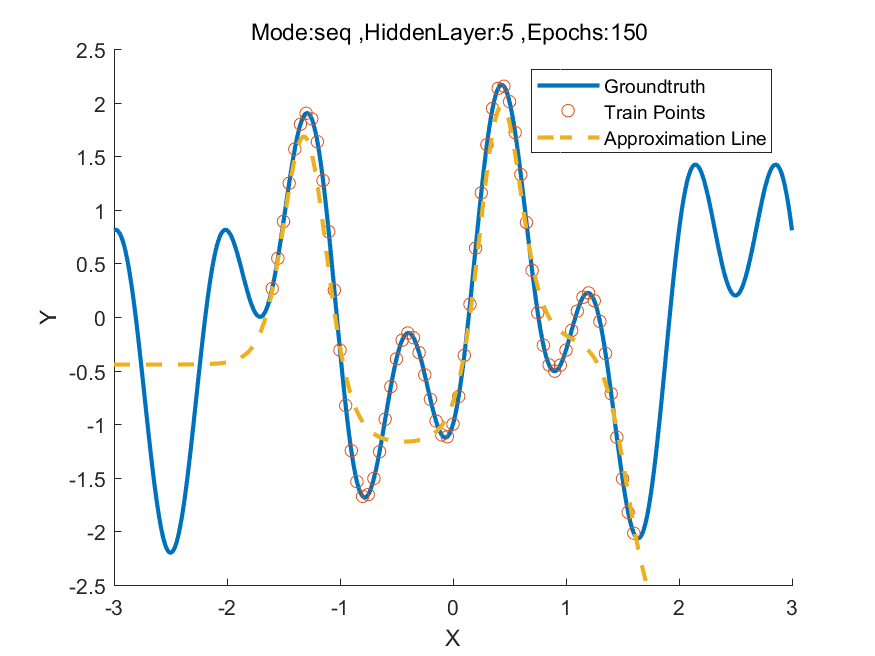 Mode:seq ,HiddenLayer:5 ,Epochs:150
Groundtruth
Train Points
Approximation Line
2.5
2
1.5
1
0.5
0
-0.5
-1
-1.5
-2
-2.5
Y
-3 -2 -1 0 1 2 3
X